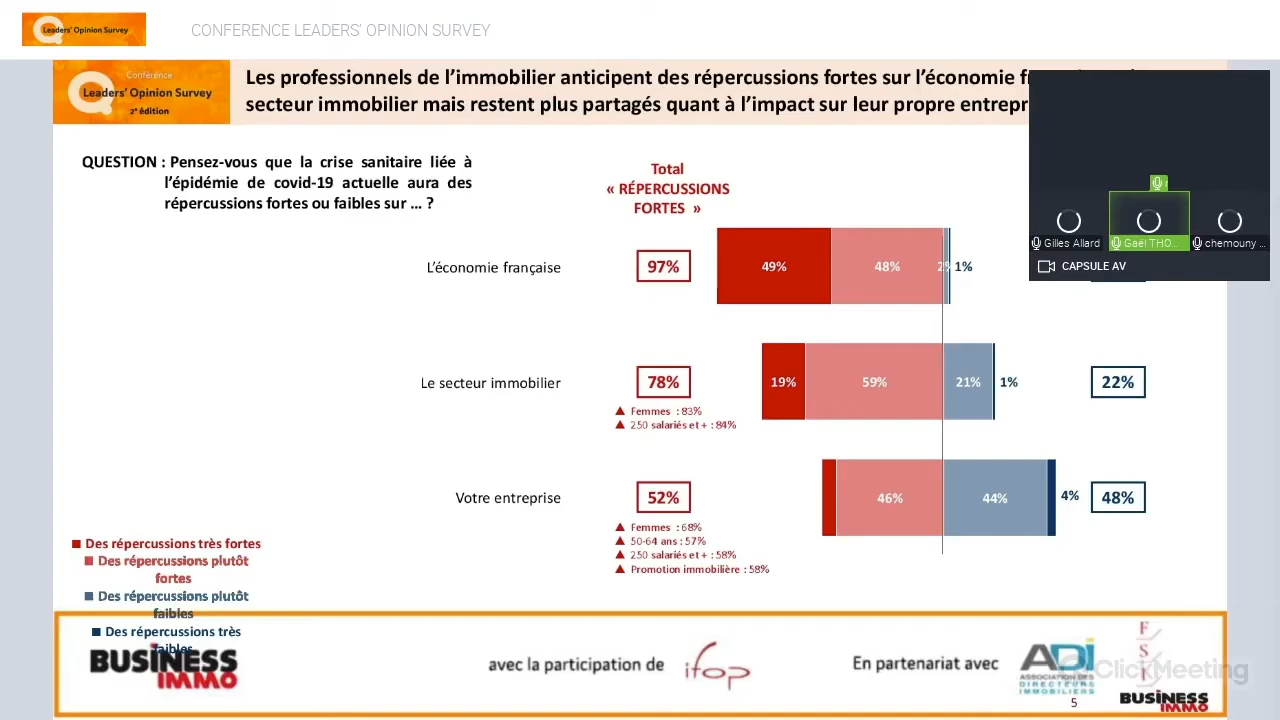 Leaders' Opinion Survey
CONFERENCE LEADERS' OPINION SURVEY
Conférence
Leaders' Opinion Survey
2e édition
Les professionnels de l'immobilier anticipent des répercussions fortes sur l'économie
secteur immobilier mais restent plus partagés quant à l'impact sur leur propre
QUESTION : Pensez-vous que la crise sanitaire liée à
l'épidémie de covid-19 actuelle aura des
répercussions fortes ou faibles sur ... ?
Total
« RÉPERCUSSIONS
FORTES »
Gilles Allard
Gaël THO...
chemouny ...
CAPSULE AV
L'économie française
97%
49%
48%
2%
1%
Le secteur immobilier
78%
19%
59%
21%
1%
22%
▲ Femmes : 83%
▲ 250 salariés et + : 84%
Votre entreprise
52%
46%
44%
4%
48%
▲ Femmes : 68%
▲ 50-64 ans : 57%
▲ 250 salariés et + : 58%
▲ Promotion immobilière : 58%
■ Des répercussions très fortes
■ Des répercussions plutôt
fortes
■ Des répercussions plutôt
faibles
■ Des répercussions très
faibles
BUSINESS
IMMO
avec la participation de
ifop
En partenariat avec
ADI
ASSOCIATION DES
DIRECTEURS
IMMOBILIERS
F
S
I
F
ClickMeeting
BUSINESS
IMMO
5